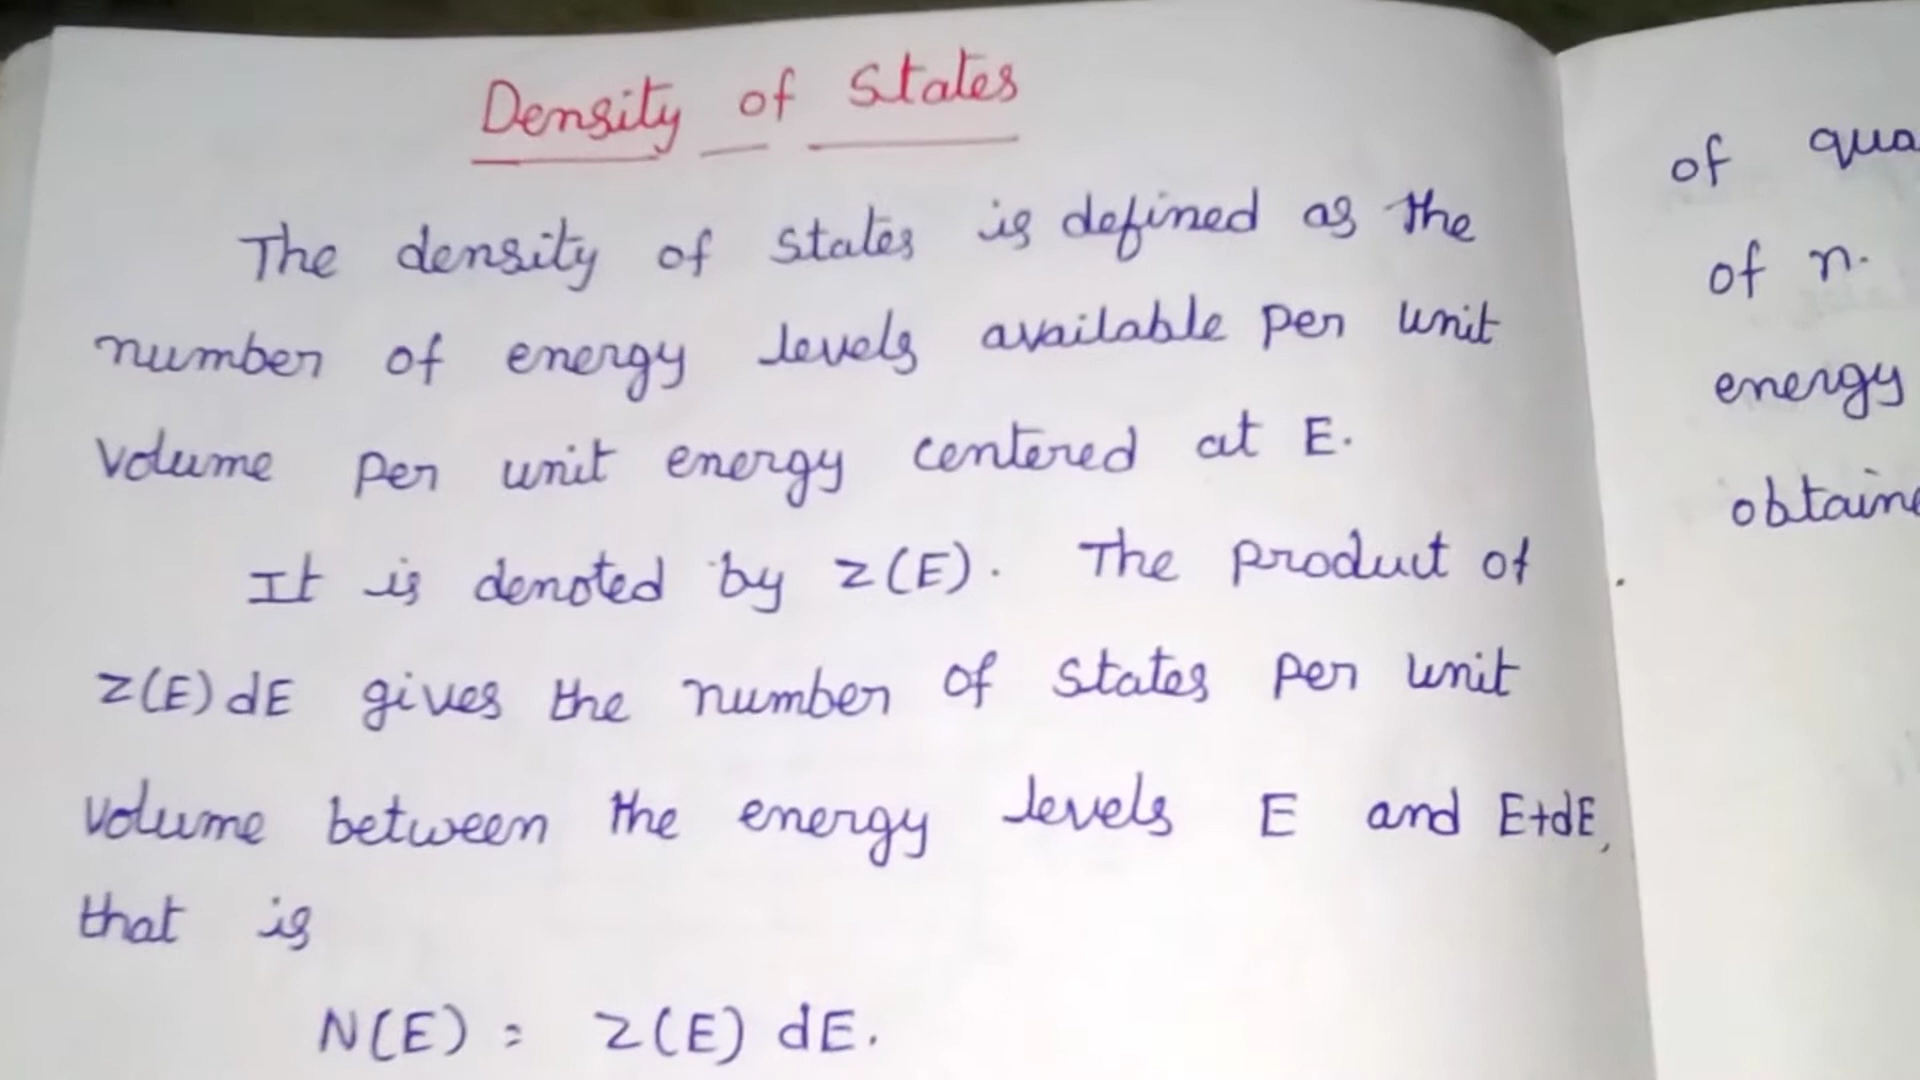 Density of States
The density of states is defined as the
number of energy levels available per unit
volume per unit energy centered at E.
It is denoted by Z(E). The product of
Z(E) dE gives the number of states per unit
volume between the energy levels E and E+dE,
that is
N(E) = Z(E) dE.
of
of n.
energy